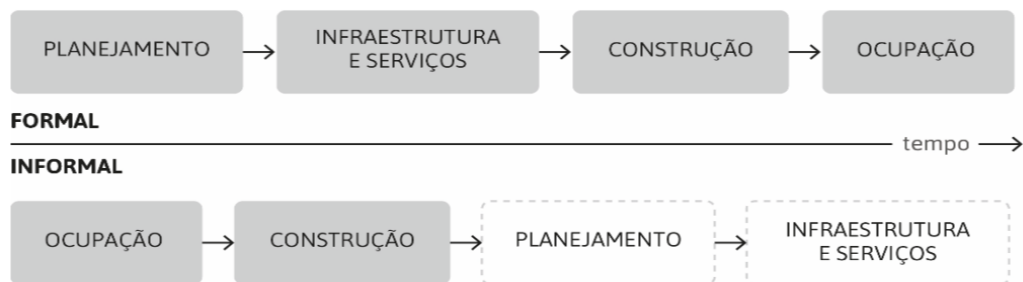 PLANEJAMENTO
INFRAESTRUTURA
E SERVIÇOS
CONSTRUÇÃO
OCUPAÇÃO
FORMAL
tempo
INFORMAL
OCUPAÇÃO
CONSTRUÇÃO
PLANEJAMENTO
INFRAESTRUTURA
E SERVIÇOS